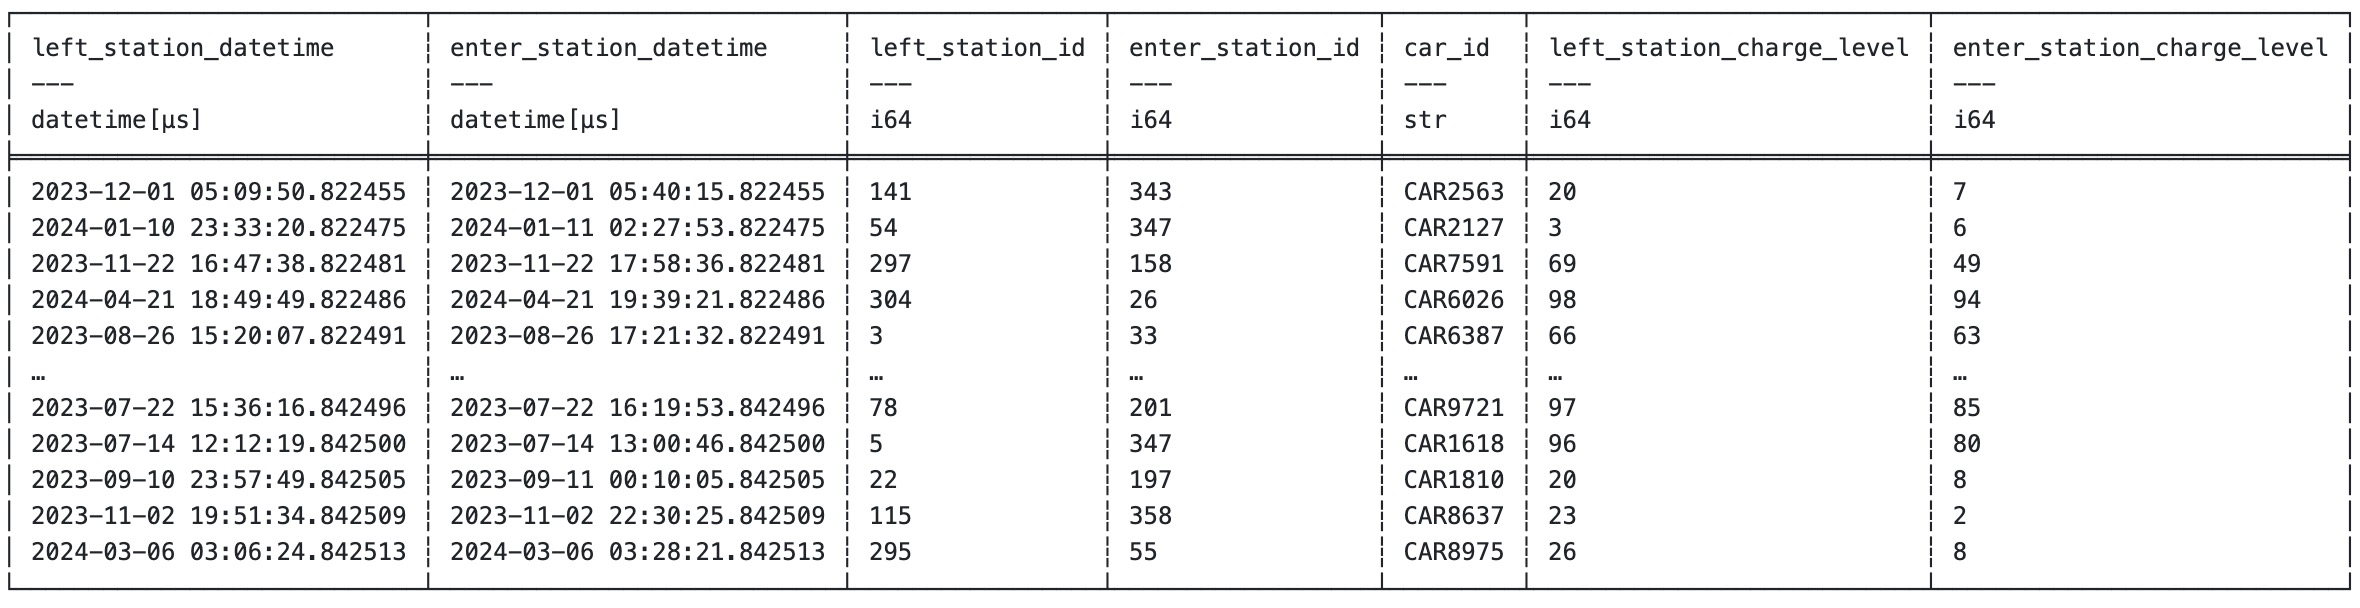 left_station_datetime enter_station_datetime left_station_id enter_station_id car_id left_station_charge_level enter_station_charge_level
--- --- --- --- --- --- ---
datetime[μs] datetime[μs] i64 i64 str i64 i64
2023-12-01 05:09:50.822455 2023-12-01 05:40:15.822455 141 343 CAR2563 20 7
2024-01-10 23:33:20.822475 2024-01-11 02:27:53.822475 54 347 CAR2127 3 6
2023-11-22 16:47:38.822481 2023-11-22 17:58:36.822481 297 158 CAR7591 69 49
2024-04-21 18:49:49.822486 2024-04-21 19:39:21.822486 304 26 CAR6026 98 94
2023-08-26 15:20:07.822491 2023-08-26 17:21:32.822491 3 33 CAR6387 66 63
… … … … … … …
2023-07-22 15:36:16.842496 2023-07-22 16:19:53.842496 78 201 CAR9721 97 85
2023-07-14 12:12:19.842500 2023-07-14 13:00:46.842500 5 347 CAR1618 96 80
2023-09-10 23:57:49.842505 2023-09-11 00:10:05.842505 22 197 CAR1810 20 8
2023-11-02 19:51:34.842509 2023-11-02 22:30:25.842509 115 358 CAR8637 23 2
2024-03-06 03:06:24.842513 2024-03-06 03:28:21.842513 295 55 CAR8975 26 8